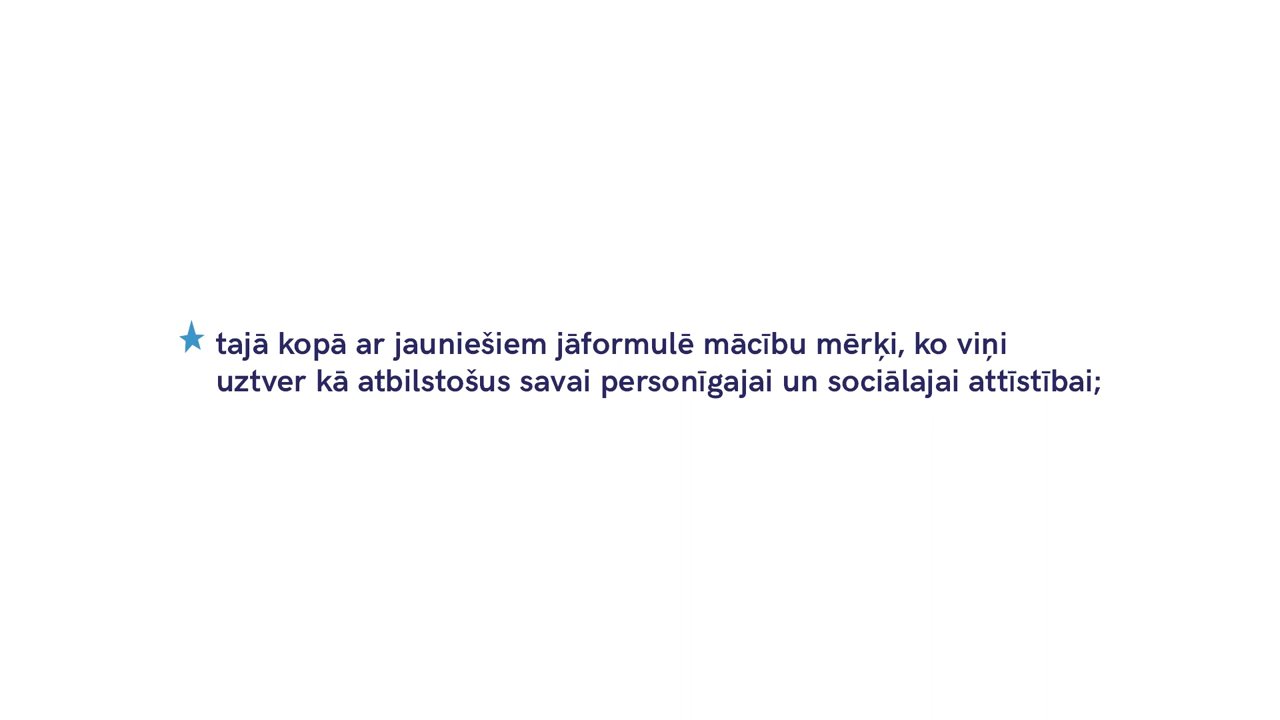 tajā kopā ar jauniešiem jāformulē mācību mērķi, ko viņi
uztver kā atbilstošus savai personīgajai un sociālajai attīstībai;